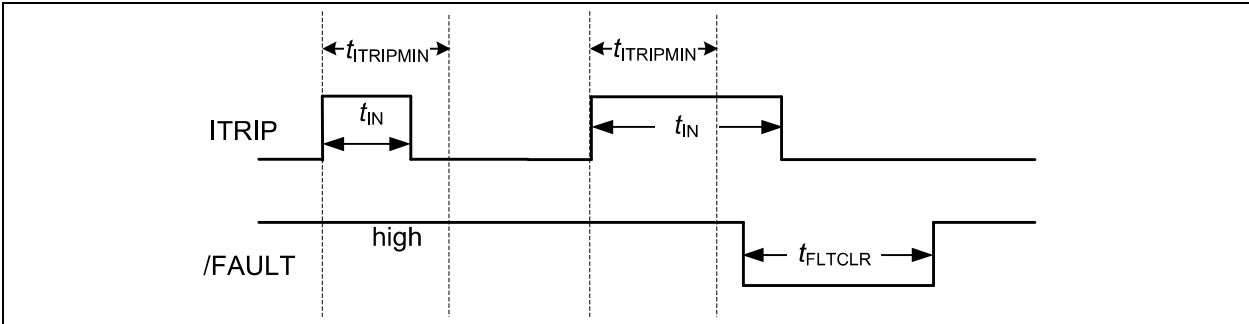 tITRIPMIN
tITRIPMIN
ITRIP
tIN
tIN
high
/FAULT
tFLTCLR